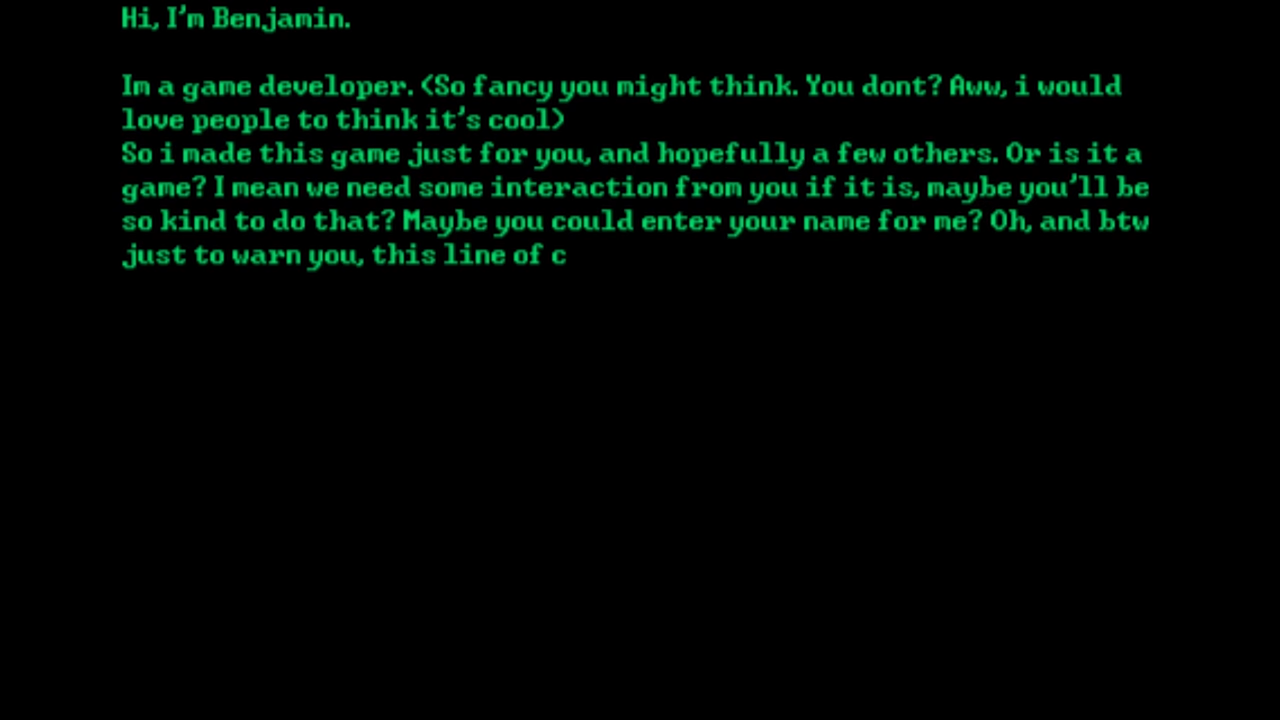 Hi, I'm Benjamin.
Im a game developer. (So fancy you might think. You dont? Aww, i would
love people to think it's cool)
So i made this game just for you, and hopefully a few others. Or is it a
game? I mean we need some interaction from you if it is, maybe you'll be
so kind to do that? Maybe you could enter your name for me? Oh, and btw
just to warn you, this line of c